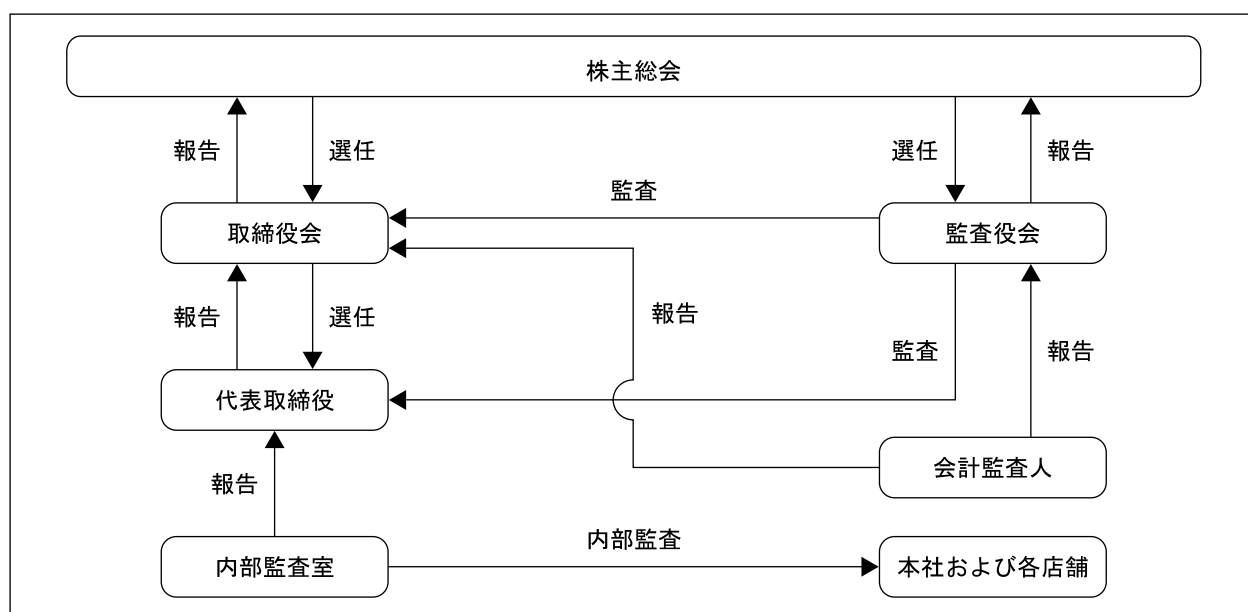 株主総会
報告
選任
選任
報告
監査
取締役会
監査役会
報告
選任
報告
監査
報告
代表取締役
会計監査人
報告
内部監査
内部監査室
本社および各店舗